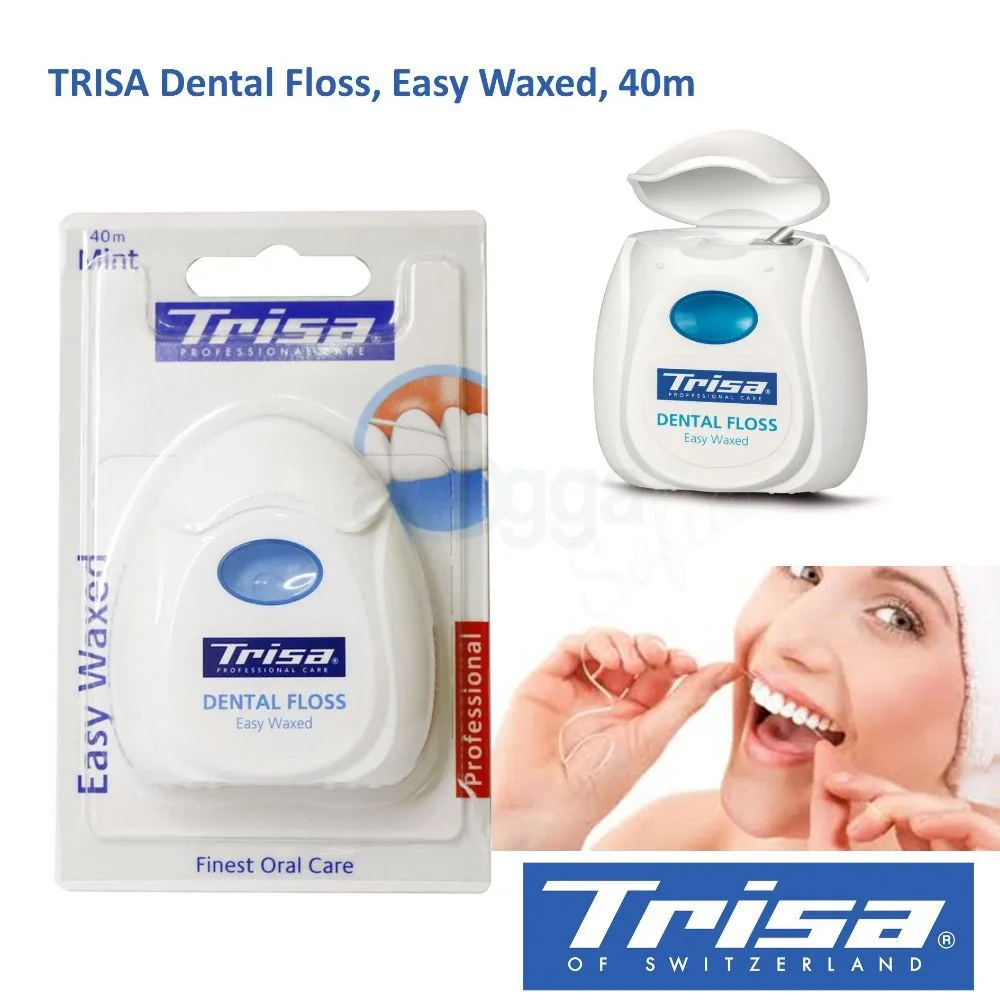 TRISA Dental Floss, Easy Waxed, 40m
40m
Mint
Trisa®
PROFESSIONAL CARE
Easy Waxed
Trisa®
PROFESSIONAL CARE
DENTAL FLOSS
Easy Waxed
Professional
Finest Oral Care
Trisa®
PROFESSIONAL CARE
DENTAL FLOSS
Easy Waxed
Trisa®
OF SWITZERLAND